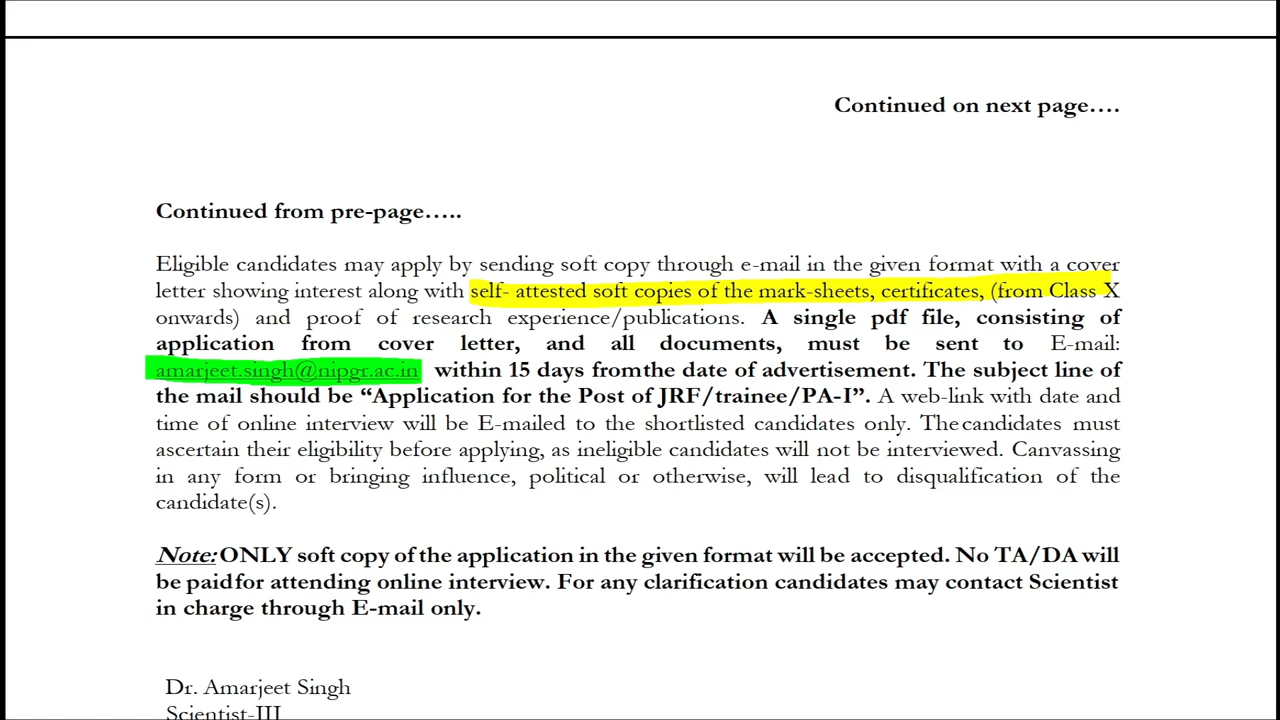 Continued on next page….
Continued from pre-page…..
Eligible candidates may apply by sending soft copy through e-mail in the given format with a cover
letter showing interest along with self- attested soft copies of the mark-sheets, certificates, (from Class X
onwards) and proof of research experience/publications. A single pdf file, consisting of
application from cover letter, and all documents, must be sent to E-mail:
amarjeet.singh@nipgr.ac.in within 15 days fromthe date of advertisement. The subject line of
the mail should be “Application for the Post of JRF/trainee/PA-I”. A web-link with date and
time of online interview will be E-mailed to the shortlisted candidates only. Thecandidates must
ascertain their eligibility before applying, as ineligible candidates will not be interviewed. Canvassing
in any form or bringing influence, political or otherwise, will lead to disqualification of the
candidate(s).
Note: ONLY soft copy of the application in the given format will be accepted. No TA/DA will
be paidfor attending online interview. For any clarification candidates may contact Scientist
in charge through E-mail only.
Dr. Amarjeet Singh
Scientist-III